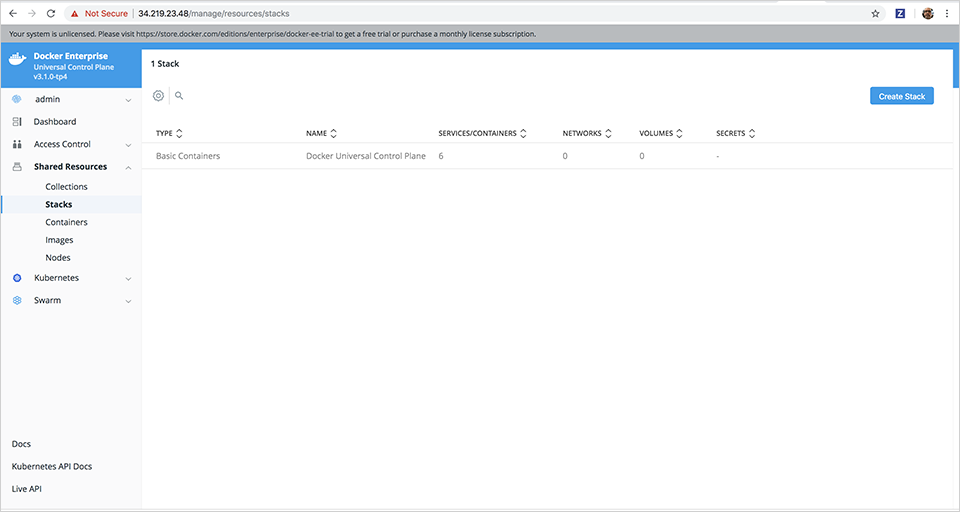 Not Secure | 34.219.23.48/manage/resources/stacks
Z
Your system is unlicensed. Please visit https://store.docker.com/editions/enterprise/docker-ee-trial to get a free trial or purchase a monthly license subscription.
Docker Enterprise
Universal Control Plane
v3.1.0-tp4
admin
Dashboard
Access Control
Shared Resources
Collections
Stacks
Containers
Images
Nodes
Kubernetes
Swarm
Docs
Kubernetes API Docs
Live API
1 Stack
Create Stack
TYPE NAME SERVICES/CONTAINERS NETWORKS VOLUMES SECRETS
Basic Containers Docker Universal Control Plane 6 0 0 -